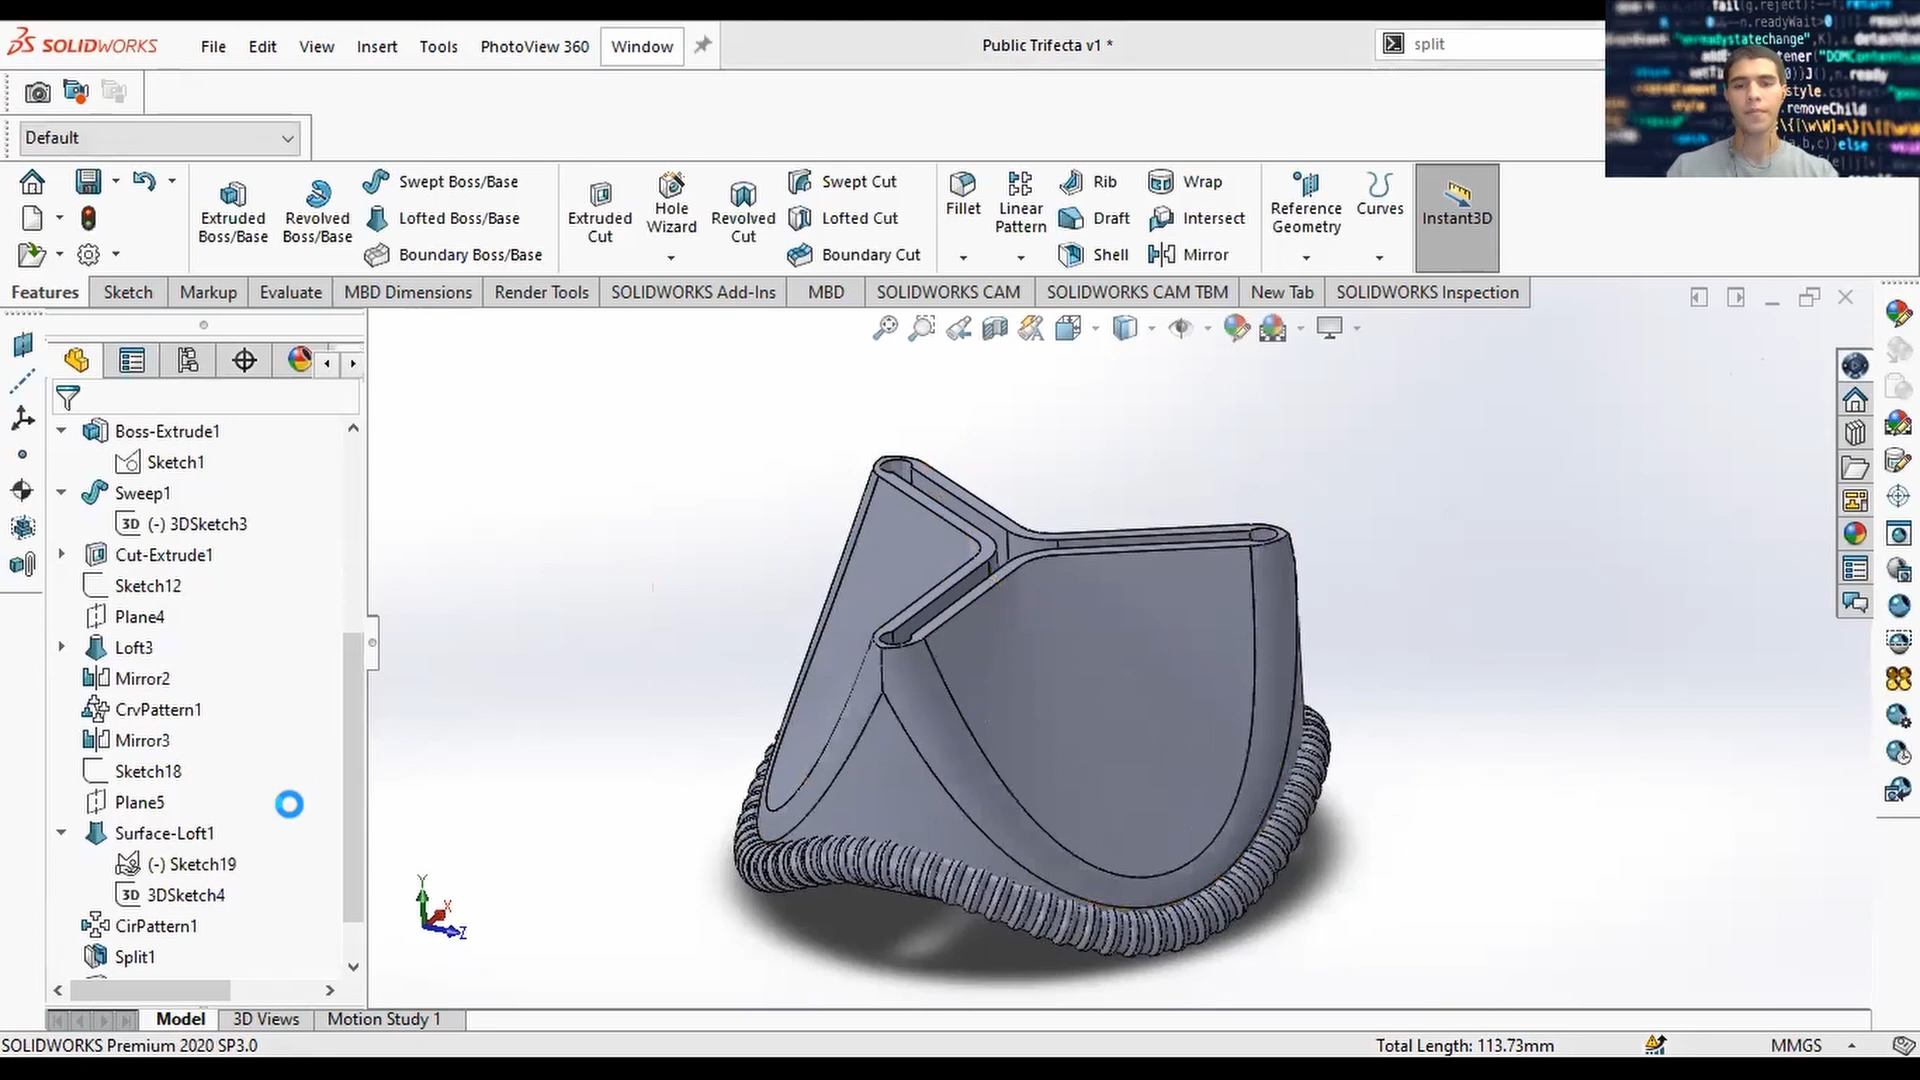 SOLIDWORKS
File Edit View Insert Tools PhotoView 360 Window
Public Trifecta v1 *
split
Default
Extruded Boss/Base
Revolved Boss/Base
Swept Boss/Base
Lofted Boss/Base
Boundary Boss/Base
Extruded Cut
Hole Wizard
Revolved Cut
Swept Cut
Lofted Cut
Boundary Cut
Fillet
Linear Pattern
Rib
Draft
Shell
Wrap
Intersect
Mirror
Reference Geometry
Curves
Instant3D
Features Sketch Markup Evaluate MBD Dimensions Render Tools SOLIDWORKS Add-Ins MBD SOLIDWORKS CAM SOLIDWORKS CAM TBM New Tab SOLIDWORKS Inspection
Boss-Extrude1
Sketch1
Sweep1
3D (-) 3DSketch3
Cut-Extrude1
Sketch12
Plane4
Loft3
Mirror2
CrvPattern1
Mirror3
Sketch18
Plane5
Surface-Loft1
(-) Sketch19
3D 3DSketch4
CirPattern1
Split1
Y
X
Z
Model 3D Views Motion Study 1
SOLIDWORKS Premium 2020 SP3.0
Total Length: 113.73mm
MMGS